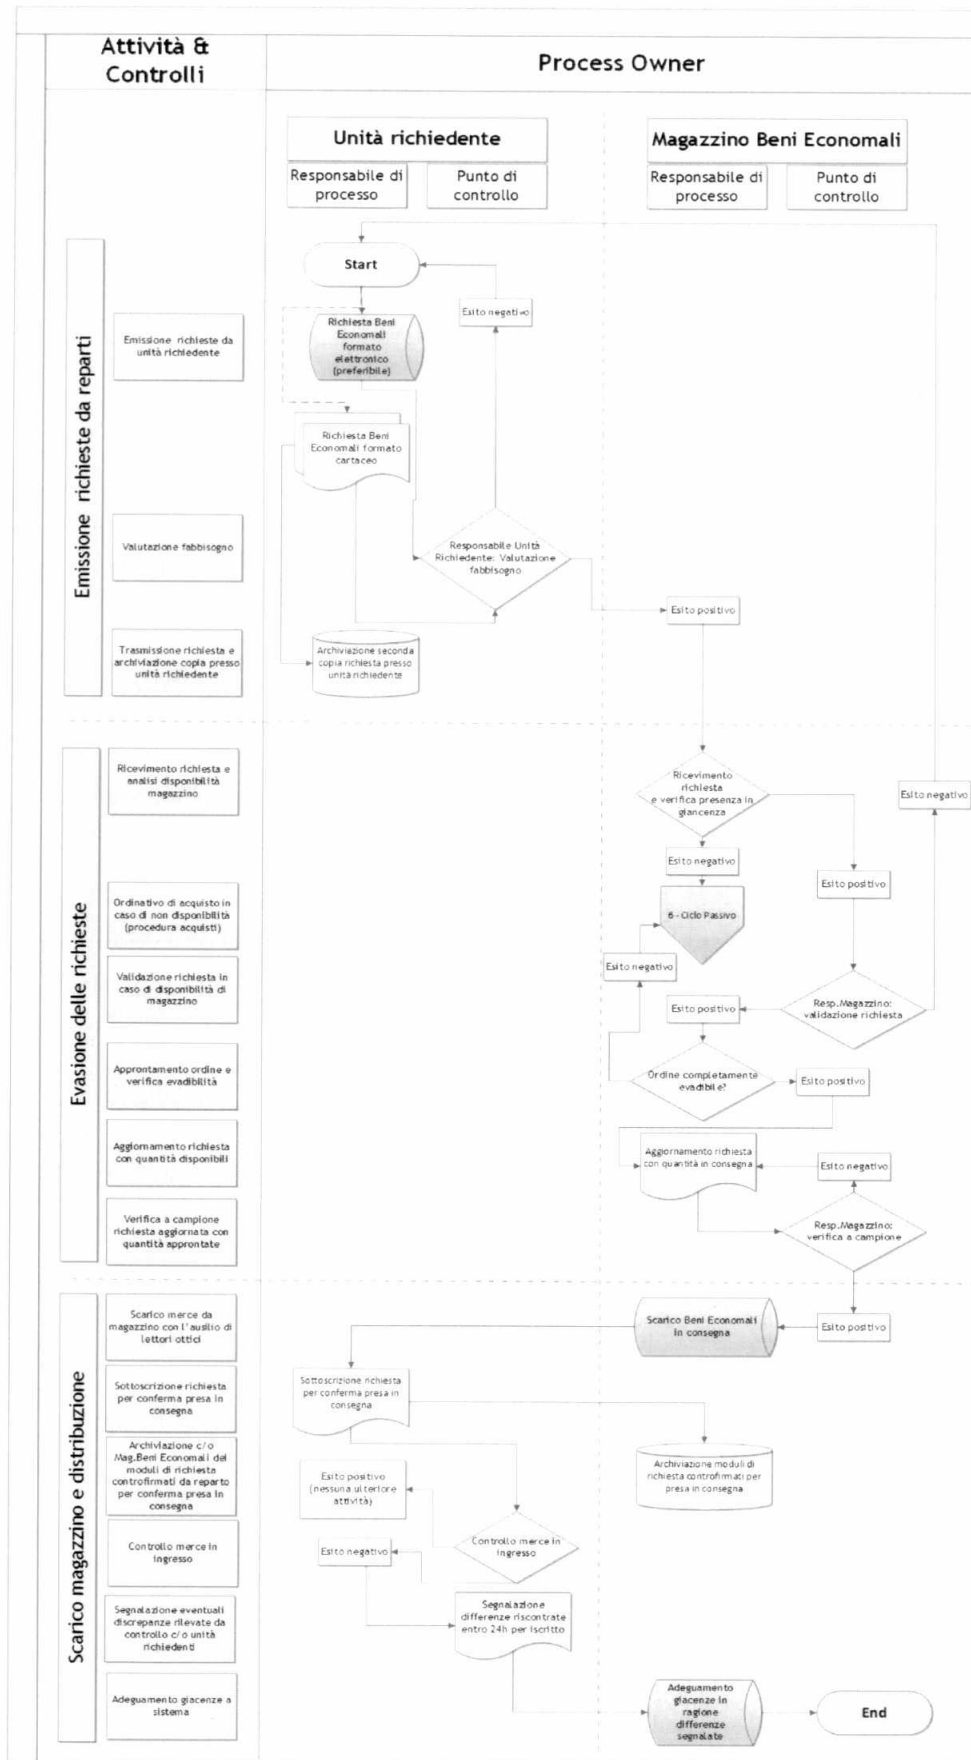 Attività &
Controlli
Process Owner
Unità richiedente
Magazzino Beni Economali
Responsabile di
processo
Punto di
controllo
Responsabile di
processo
Punto di
controllo
Emissione richieste da reparti
Emissione richieste da
unità richiedente
Valutazione fabbisogno
Trasmissione richiesta e
archiviazione copia presso
unità richiedente
Start
Esito negativo
Richiesta Beni
Economali
formato
elettronico
(preferibile)
Richiesta Beni
Economali formato
cartaceo
Responsabile Unità
Richiedente: Valutazione
fabbisogno
Esito positivo
Archiviazione seconda
copia richiesta presso
unità richiedente
Evasione delle richieste
Ricevimento richiesta e
analisi disponibilità
magazzino
Ordinativo di acquisto in
caso di non disponibilità
(procedura acquisti)
Validazione richiesta in
caso di disponibilità di
magazzino
Approntamento ordine e
verifica evadibilità
Aggiornamento richiesta
con quantità disponibili
Verifica a campione
richiesta aggiornata con
quantità approntate
Ricevimento
richiesta
e verifica presenza in
giancenza
Esito negativo
Esito negativo
Esito positivo
6 - Ciclo Passivo
Esito negativo
Esito positivo
Resp.Magazzino:
validazione richiesta
Ordine completamente
evadibile?
Esito positivo
Aggiornamento richiesta
con quantità in consegna
Esito negativo
Resp.Magazzino:
verifica a campione
Scarico magazzino e distribuzione
Scarico merce da
magazzino con l'ausilio di
lettori ottici
Sottoscrizione richiesta
per conferma presa in
consegna
Archiviazione c/o
Mag.Beni Economali dei
moduli di richiesta
controfirmati da reparto
per conferma presa in
consegna
Controllo merce in
ingresso
Segnalazione eventuali
discrepanze rilevate da
controllo c/o unità
richiedenti
Adeguamento giacenze a
sistema
Scarico Beni Economali
in consegna
Esito positivo
Sottoscrizione richiesta
per conferma presa in
consegna
Archiviazione moduli di
richiesta controfirmati per
presa in consegna
Esito positivo
(nessuna ulteriore
attività)
Controllo merce in
ingresso
Esito negativo
Segnalazione
differenze riscontrate
entro 24h per iscritto
Adeguamento
giacenze in
ragione
differenze
segnalate
End